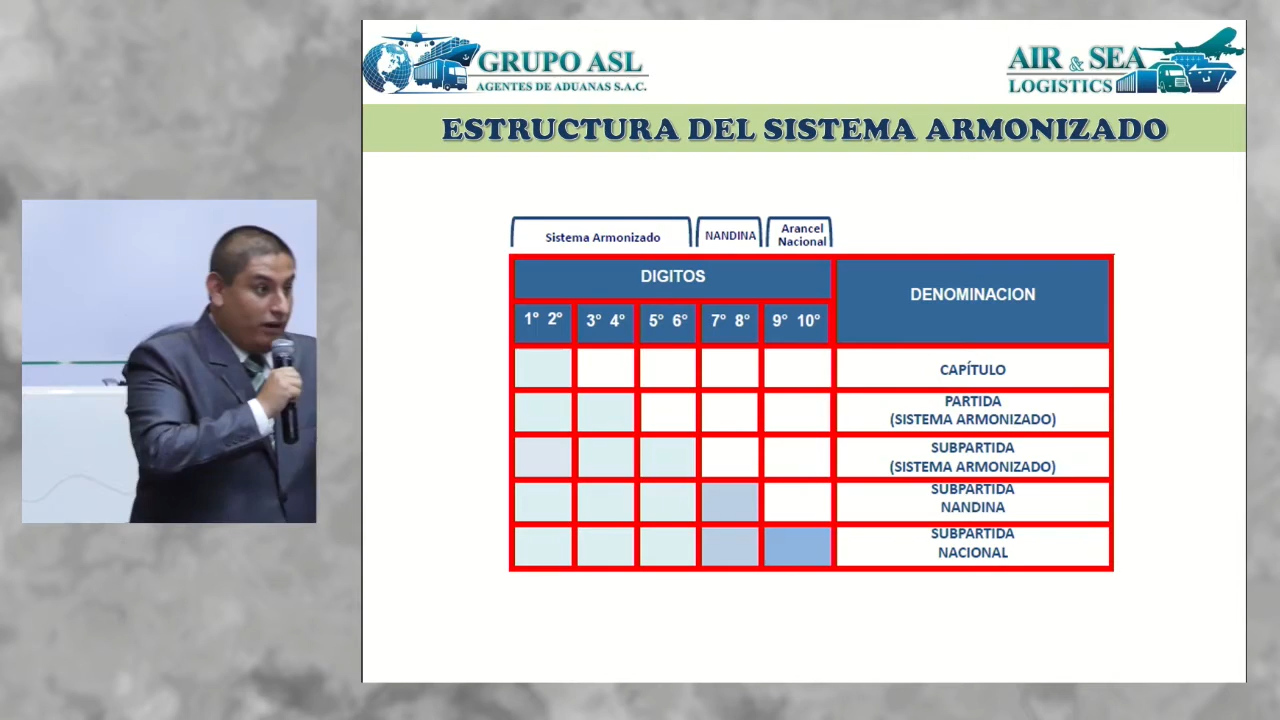 GRUPO ASL
AGENTES DE ADUANAS S.A.C.
AIR & SEA
LOGISTICS
ESTRUCTURA DEL SISTEMA ARMONIZADO
Sistema Armonizado
NANDINA
Arancel
Nacional
DIGITOS
DENOMINACION
1º 2º
3° 4°
5° 6°
7° 8°
9° 10°
CAPÍTULO
PARTIDA
(SISTEMA ARMONIZADO)
SUBPARTIDA
(SISTEMA ARMONIZADO)
SUBPARTIDA
NANDINA
SUBPARTIDA
NACIONAL